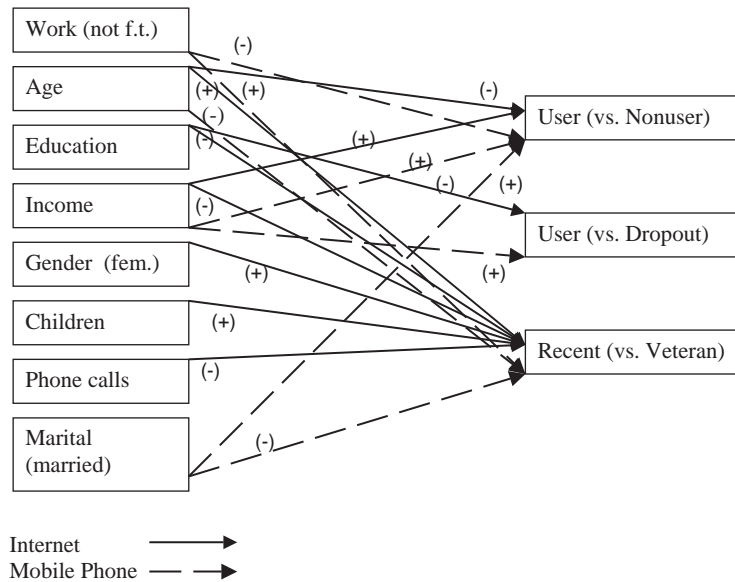 Work (not f.t.)
Age
Education
Income
Gender (fem.)
Children
Phone calls
Marital
(married)
(-)
(+)
(+)
(-)
(-)
(-)
(+)
(+)
(-)
(+)
(-)
(+)
(+)
(+)
(-)
(-)
User (vs. Nonuser)
User (vs. Dropout)
Recent (vs. Veteran)
Internet
Mobile Phone